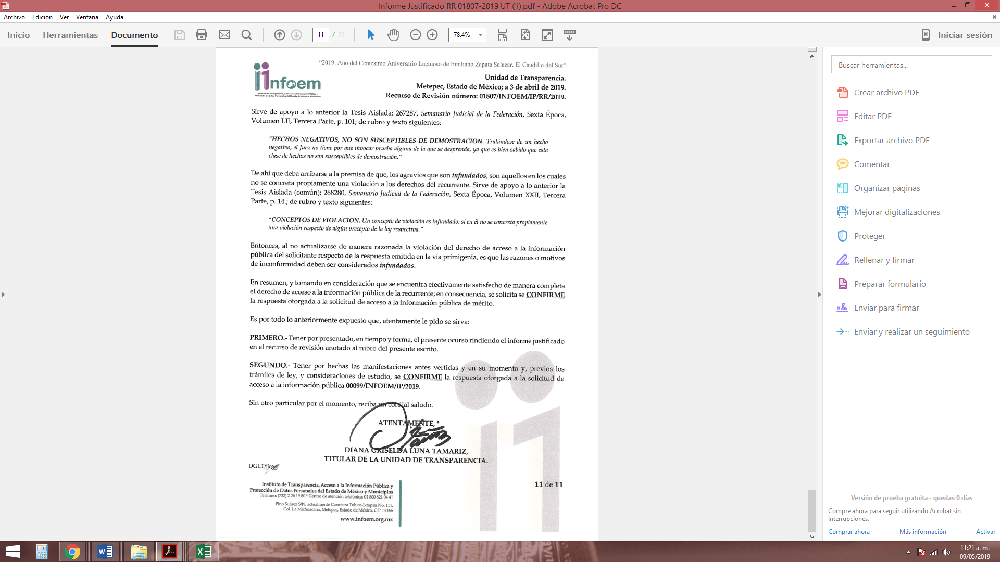 Informe Justificado RR 01807-2019 UT (1).pdf - Adobe Acrobat Pro DC
Archivo Edición Ver Ventana Ayuda
Inicio Herramientas Documento 11 / 11 78.4% Iniciar sesión
"2019. Año del Centésimo Aniversario Luctuoso de Emiliano Zapata Salazar. El Caudillo del Sur".
infoem
Instituto de Transparencia, Acceso a la Información Pública y
Protección de Datos Personales del Estado de México y Municipios
Unidad de Transparencia.
Metepec, Estado de México; a 3 de abril de 2019.
Recurso de Revisión número: 01807/INFOEM/IP/RR/2019.
Sirve de apoyo a lo anterior la Tesis Aislada: 267287, Semanario Judicial de la Federación, Sexta Época,
Volumen LII, Tercera Parte, p. 101; de rubro y texto siguientes:
"HECHOS NEGATIVOS, NO SON SUSCEPTIBLES DE DEMOSTRACION. Tratándose de un hecho
negativo, el Juez no tiene por que invocar prueba alguna de la que se desprenda, ya que es bien sabido que esta
clase de hechos no son susceptibles de demostración."
De ahí que deba arribarse a la premisa de que, los agravios que son infundados, son aquellos en los cuales
no se concreta propiamente una violación a los derechos del recurrente. Sirve de apoyo a lo anterior la
Tesis Aislada (común): 268280, Semanario Judicial de la Federación, Sexta Época, Volumen XXII, Tercera
Parte, p. 14.; de rubro y texto siguientes:
"CONCEPTOS DE VIOLACION. Un concepto de violación es infundado, si en él no se concreta propiamente
una violación respecto de algún precepto de la ley respectiva."
Entonces, al no actualizarse de manera razonada la violación del derecho de acceso a la información
pública del solicitante respecto de la respuesta emitida en la vía primigenia, es que las razones o motivos
de inconformidad deben ser considerados infundados.
En resumen, y tomando en consideración que se encuentra efectivamente satisfecho de manera completa
el derecho de acceso a la información pública de la recurrente; en consecuencia, se solicita se CONFIRME
la respuesta otorgada a la solicitud de acceso a la información pública de mérito.
Es por todo lo anteriormente expuesto que, atentamente le pido se sirva:
PRIMERO.- Tener por presentado, en tiempo y forma, el presente ocurso rindiendo el informe justificado
en el recurso de revisión anotado al rubro del presente escrito.
SEGUNDO.- Tener por hechas las manifestaciones antes vertidas y en su momento y, previos los
trámites de ley, y consideraciones de estudio, se CONFIRME la respuesta otorgada a la solicitud de
acceso a la información pública 00099/INFOEM/IP/2019.
Sin otro particular por el momento, reciba un cordial saludo.
ATENTAMENTE,
DIANA GRISELDA LUNA TAMARIZ,
TITULAR DE LA UNIDAD DE TRANSPARENCIA.
Instituto de Transparencia, Acceso a la Información Pública y
Protección de Datos Personales del Estado de México y Municipios
Teléfono: (722) 2 26 19 80 * Centro de atención telefónica: 01 800 821 04 41
Pino Suárez S/N, actualmente Carretera Toluca-Ixtapan No. 111,
Col. La Michoacana, Metepec, Estado de México, C.P. 52166
www.infoem.org.mx
11 de 11
Buscar herramientas...
Crear archivo PDF
Editar PDF
Exportar archivo PDF
Comentar
Organizar páginas
Mejorar digitalizaciones
Proteger
Rellenar y firmar
Preparar formulario
Enviar para firmar
Enviar y realizar un seguimiento
Versión de prueba gratuita - quedan 0 días
Compre ahora para seguir utilizando Acrobat sin
interrupciones.
Comprar ahora Más información Activar
11:21 a. m.
09/05/2019